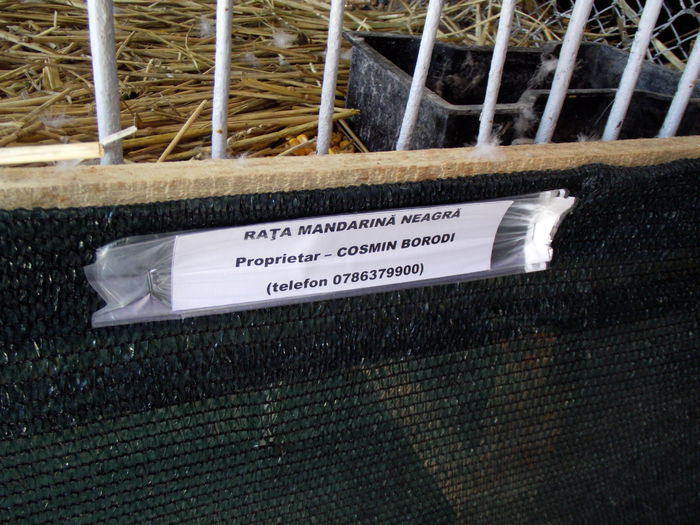 RAŢA MANDARINĂ NEAGRĂ
Proprietar – COSMIN BORODI
(telefon 0786379900)